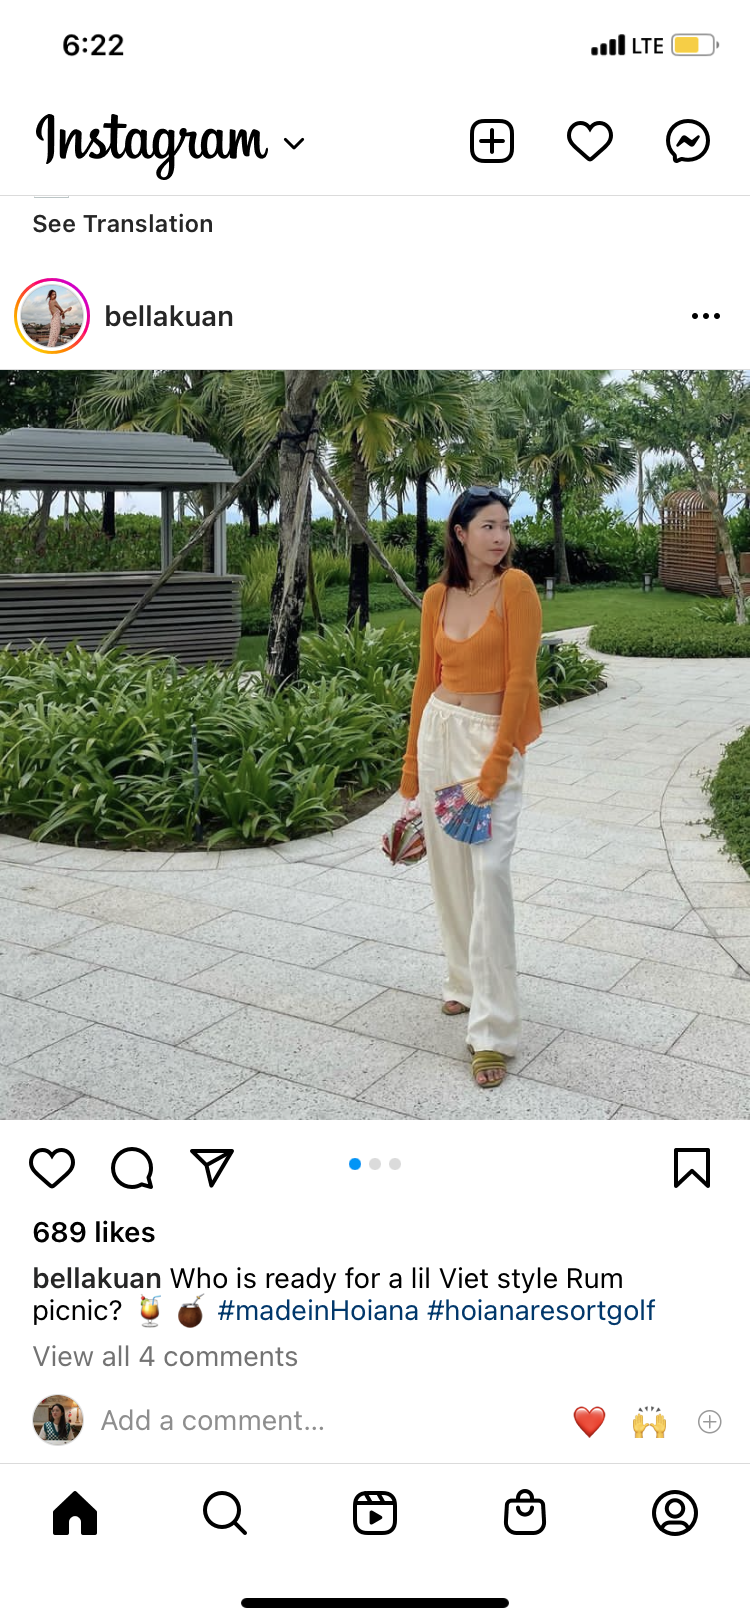 6:22 LTE
Instagram
See Translation
bellakuan
689 likes
bellakuan Who is ready for a lil Viet style Rum
picnic? 🍹 🥥 #madeinHoiana #hoianaresortgolf
View all 4 comments
Add a comment...